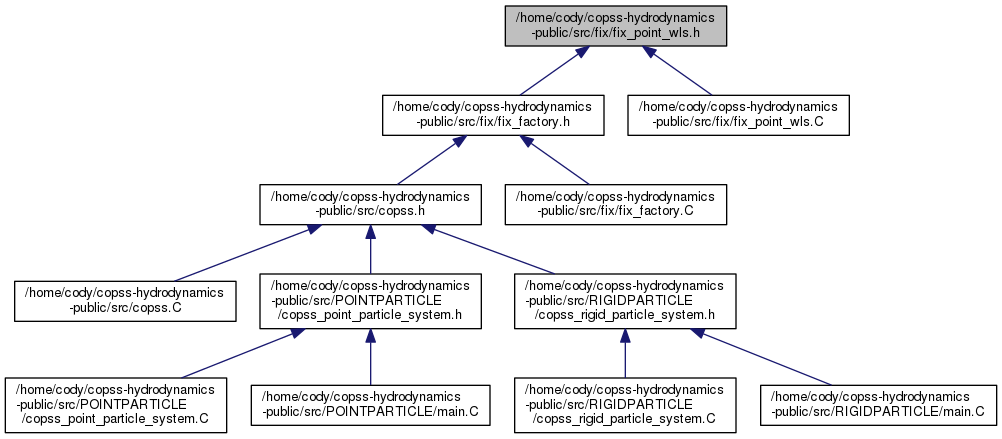 /home/cody/copss-hydrodynamics
-public/src/fix/fix_point_wls.h
/home/cody/copss-hydrodynamics
-public/src/fix/fix_factory.h
/home/cody/copss-hydrodynamics
-public/src/fix/fix_point_wls.C
/home/cody/copss-hydrodynamics
-public/src/copss.h
/home/cody/copss-hydrodynamics
-public/src/fix/fix_factory.C
/home/cody/copss-hydrodynamics
-public/src/copss.C
/home/cody/copss-hydrodynamics
-public/src/POINTPARTICLE
/copss_point_particle_system.h
/home/cody/copss-hydrodynamics
-public/src/RIGIDPARTICLE
/copss_rigid_particle_system.h
/home/cody/copss-hydrodynamics
-public/src/POINTPARTICLE
/copss_point_particle_system.C
/home/cody/copss-hydrodynamics
-public/src/POINTPARTICLE/main.C
/home/cody/copss-hydrodynamics
-public/src/RIGIDPARTICLE
/copss_rigid_particle_system.C
/home/cody/copss-hydrodynamics
-public/src/RIGIDPARTICLE/main.C